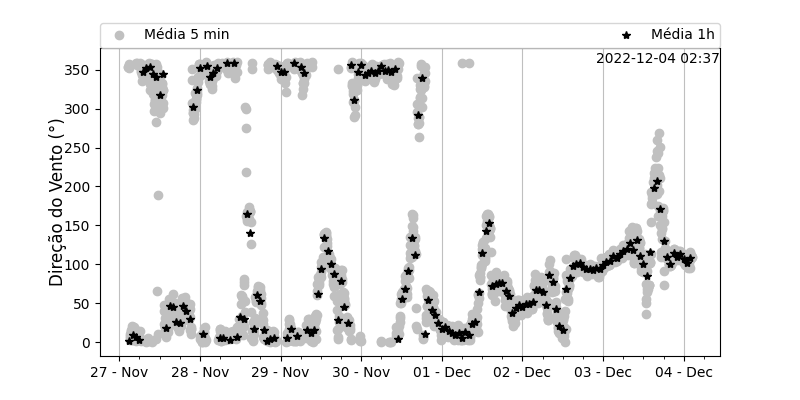 Média 5 min
Média 1h
2022-12-04 02:37
Direção do Vento (°)
350
300
250
200
150
100
50
0
27 - Nov
28 - Nov
29 - Nov
30 - Nov
01 - Dec
02 - Dec
03 - Dec
04 - Dec